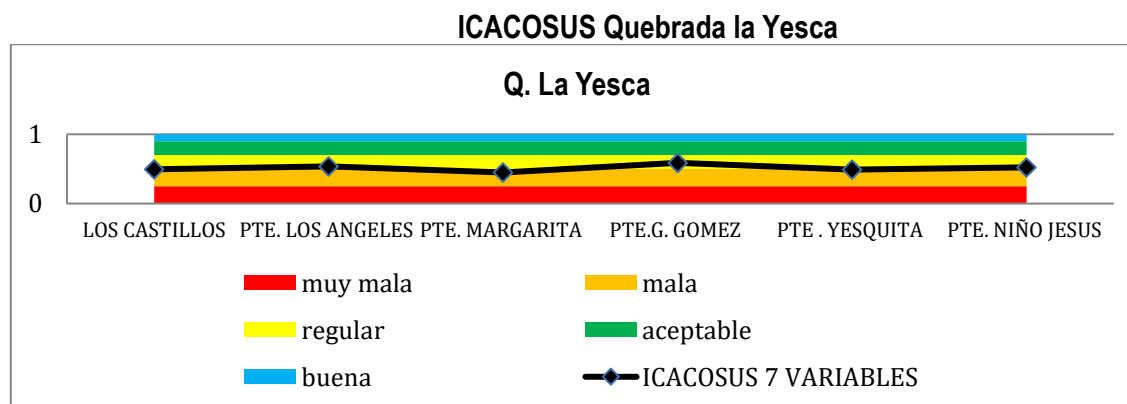 ICACOSUS Quebrada la Yesca
Q. La Yesca
1
0
LOS CASTILLOS PTE. LOS ANGELES PTE. MARGARITA PTE.G. GOMEZ PTE . YESQUITA PTE. NIÑO JESUS
muy mala mala
regular aceptable
buena ICACOSUS 7 VARIABLES